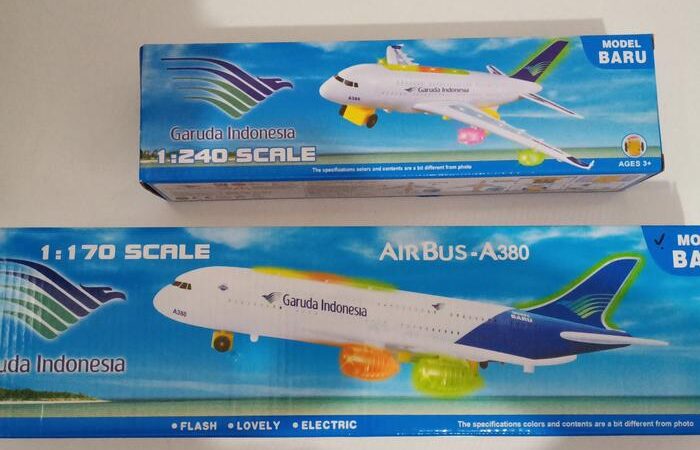 MODEL
BARU
Garuda Indonesia
A380
Garuda Indonesia
1:240 SCALE
AGES 3+
The specifications colors and contents are a bit different from photo
1:170 SCALE
AIRBUS-A380
MO
BA
Garuda Indonesia
A380
BARU
uda Indonesia
FLASH • LOVELY • ELECTRIC
The specifications colors and contents are a bit different from photo